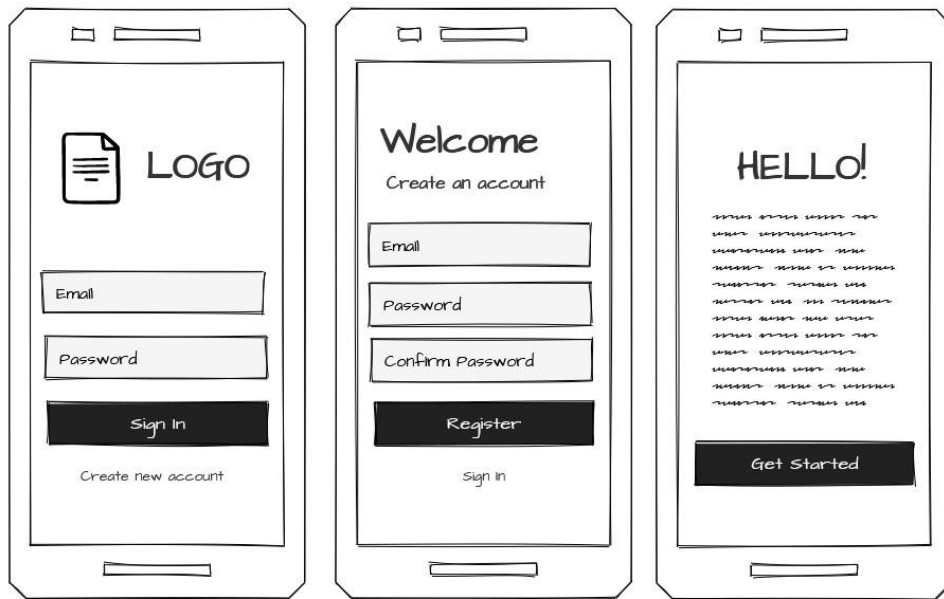 LOGO
Email
Password
Sign In
Create new account
Welcome
Create an account
Email
Password
Confirm Password
Register
Sign In
HELLO!
Get Started